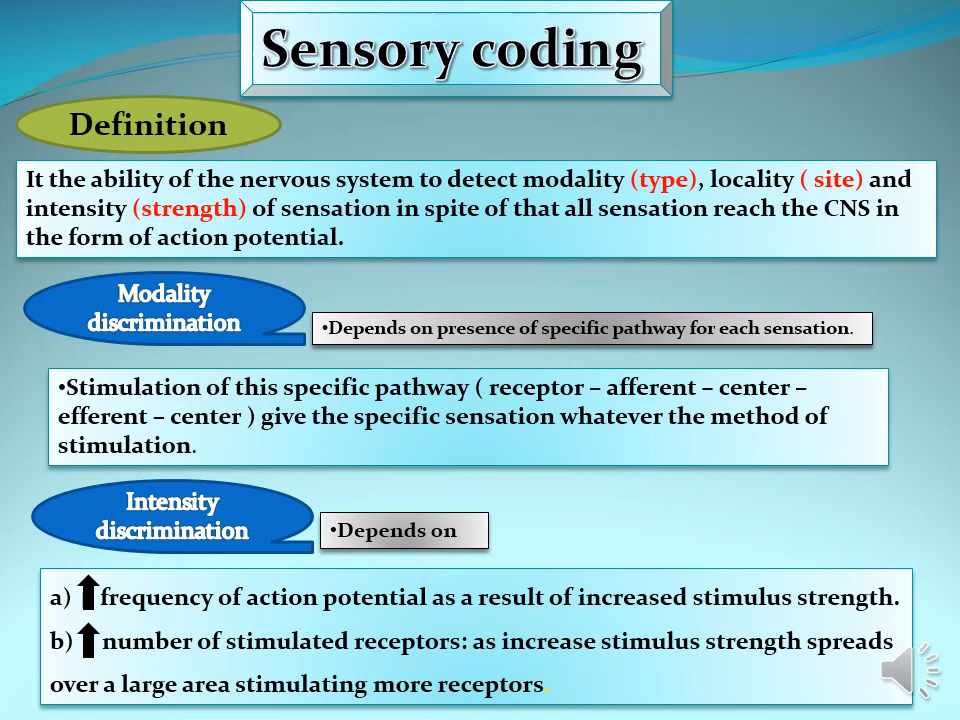 Sensory coding
Definition
It the ability of the nervous system to detect modality (type), locality ( site) and
intensity (strength) of sensation in spite of that all sensation reach the CNS in
the form of action potential.
Modality
discrimination
•Depends on presence of specific pathway for each sensation.
•Stimulation of this specific pathway ( receptor – afferent – center –
efferent – center ) give the specific sensation whatever the method of
stimulation.
Intensity
discrimination
•Depends on
a) ⬆frequency of action potential as a result of increased stimulus strength.
b) ⬆ number of stimulated receptors: as increase stimulus strength spreads
over a large area stimulating more receptors.